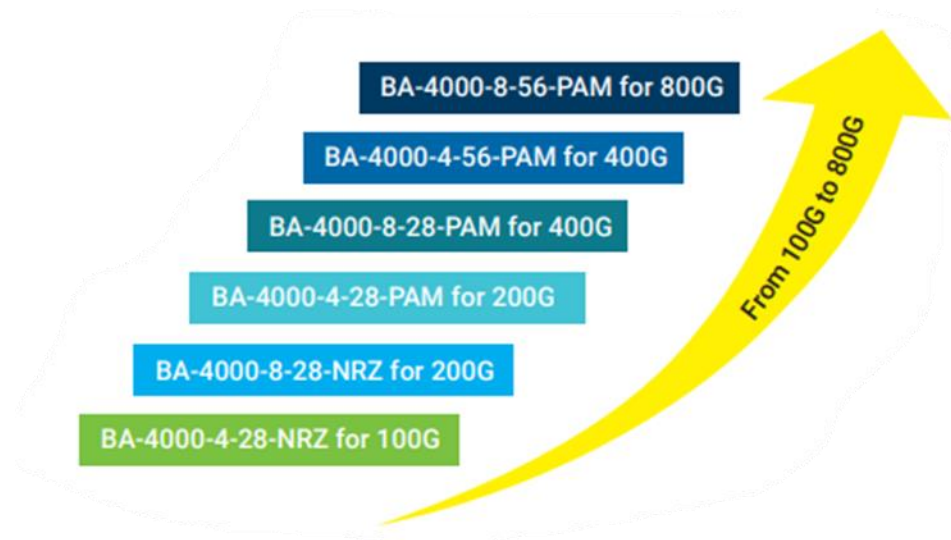 BA-4000-8-56-PAM for 800G
BA-4000-4-56-PAM for 400G
BA-4000-8-28-PAM for 400G
BA-4000-4-28-PAM for 200G
BA-4000-8-28-NRZ for 200G
BA-4000-4-28-NRZ for 100G
From 100G to 800G